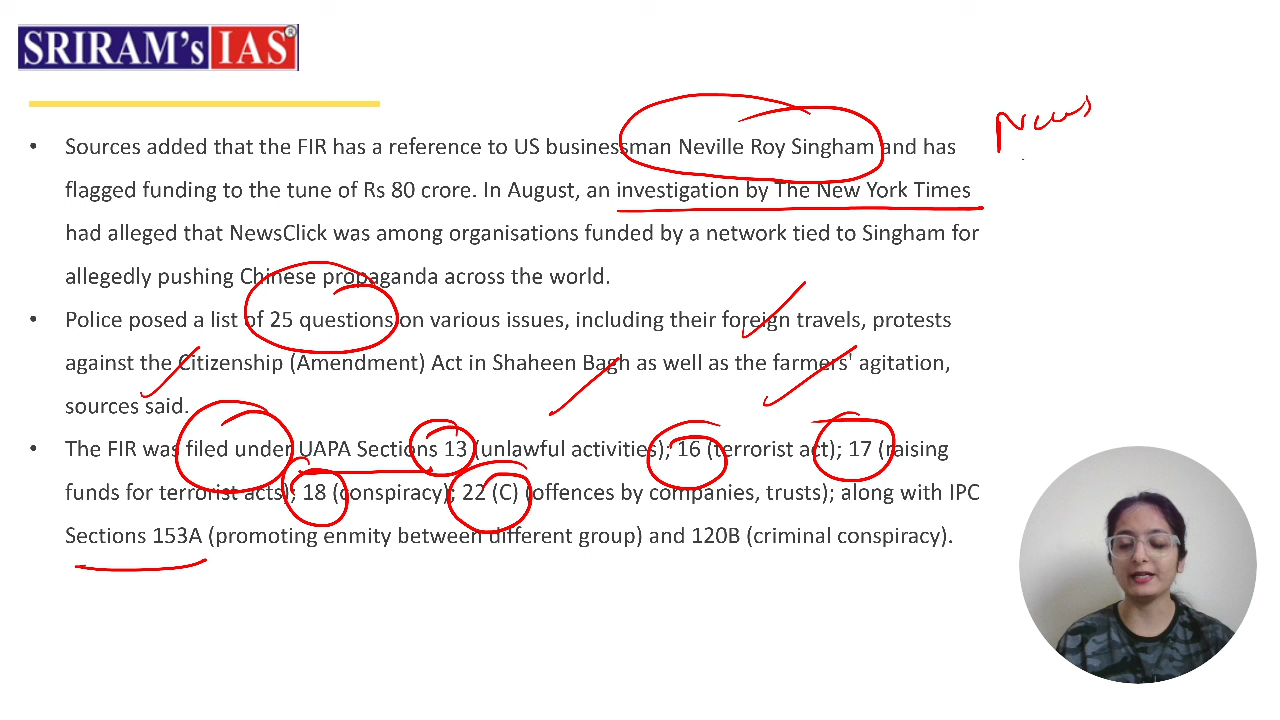 SRIRAM's IAS®
News
• Sources added that the FIR has a reference to US businessman Neville Roy Singham and has
flagged funding to the tune of Rs 80 crore. In August, an investigation by The New York Times
had alleged that NewsClick was among organisations funded by a network tied to Singham for
allegedly pushing Chinese propaganda across the world.
• Police posed a list of 25 questions on various issues, including their foreign travels, protests
against the Citizenship (Amendment) Act in Shaheen Bagh as well as the farmers' agitation,
sources said.
• The FIR was filed under UAPA Sections 13 (unlawful activities); 16 (terrorist act); 17 (raising
funds for terrorist acts); 18 (conspiracy); 22 (C) (offences by companies, trusts); along with IPC
Sections 153A (promoting enmity between different group) and 120B (criminal conspiracy).